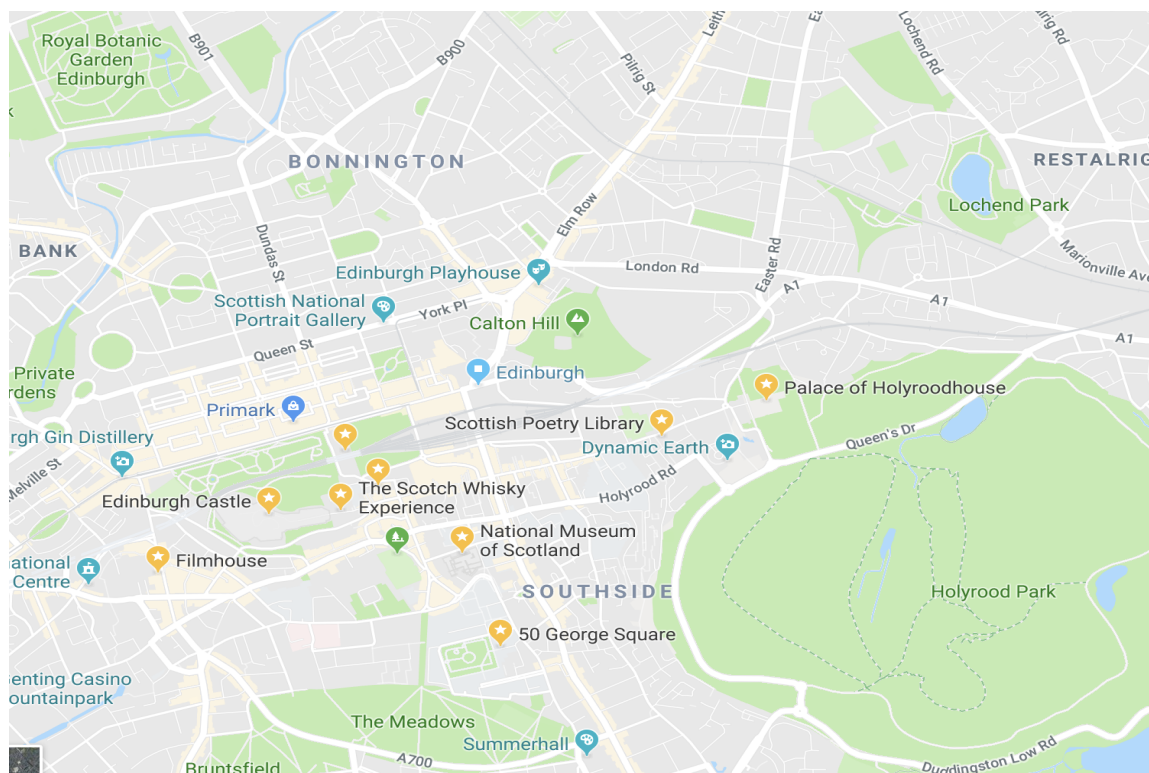 Royal Botanic
Garden
Edinburgh
B901
B900
Pilrig St
Leith
Lochend Rd
BONNINGTON
RESTALRIG
Lochend Park
BANK
Dundas St
Elm Row
Edinburgh Playhouse
London Rd
Easter Rd
Marionville Ave
Scottish National
Portrait Gallery
York Pl
Calton Hill
A1
A1
A1
Queen St
Private
rdens
Edinburgh
Palace of Holyroodhouse
Primark
Scottish Poetry Library
rgh Gin Distillery
Dynamic Earth
Queen's Dr
Melville St
Edinburgh Castle
The Scotch Whisky
Experience
Holyrood Rd
National Museum
of Scotland
Filmhouse
ational
Centre
SOUTHSIDE
Holyrood Park
50 George Square
enting Casino
ountainpark
The Meadows
Summerhall
A700
Bruntsfield
Duddingston Low Rd